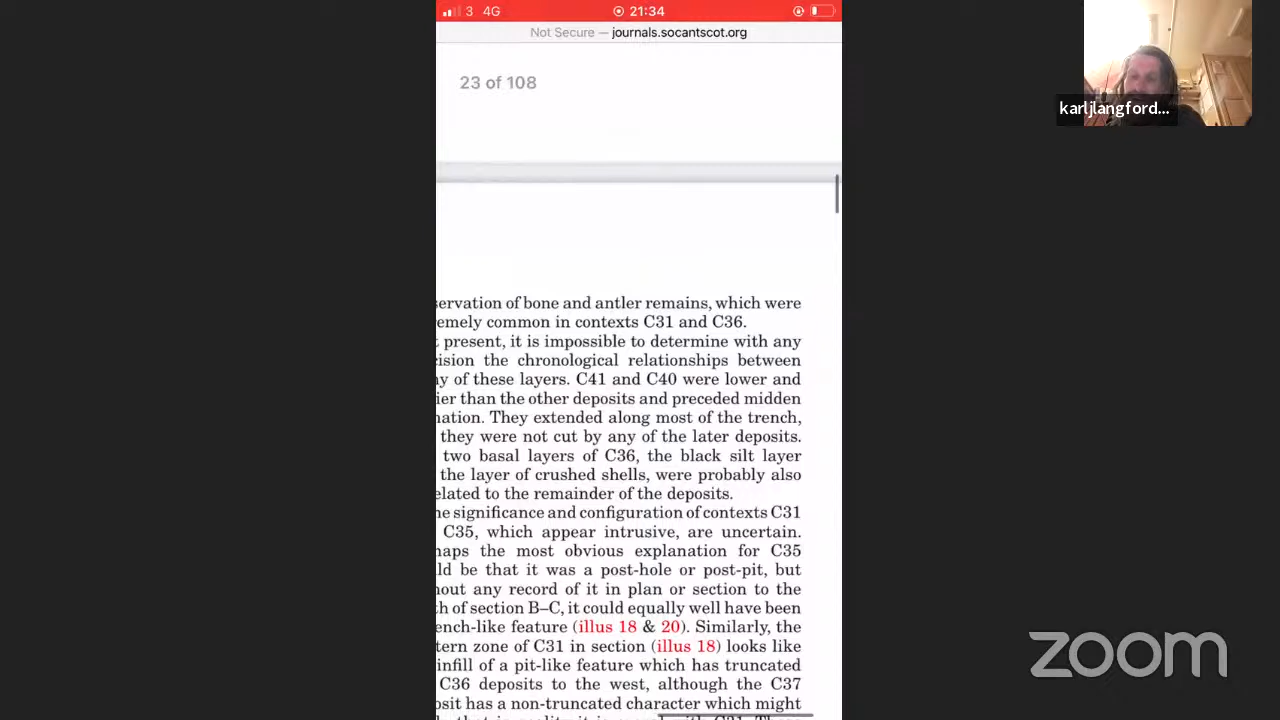 3 4G 21:34
Not Secure — journals.socantscot.org
23 of 108
karljlangford...
servation of bone and antler remains, which were
emely common in contexts C31 and C36.
t present, it is impossible to determine with any
cision the chronological relationships between
ny of these layers. C41 and C40 were lower and
ier than the other deposits and preceded midden
nation. They extended along most of the trench,
they were not cut by any of the later deposits.
two basal layers of C36, the black silt layer
the layer of crushed shells, were probably also
elated to the remainder of the deposits.
he significance and configuration of contexts C31
C35, which appear intrusive, are uncertain.
haps the most obvious explanation for C35
ld be that it was a post-hole or post-pit, but
hout any record of it in plan or section to the
th of section B–C, it could equally well have been
ench-like feature (illus 18 & 20). Similarly, the
tern zone of C31 in section (illus 18) looks like
infill of a pit-like feature which has truncated
C36 deposits to the west, although the C37
osit has a non-truncated character which might
zoom